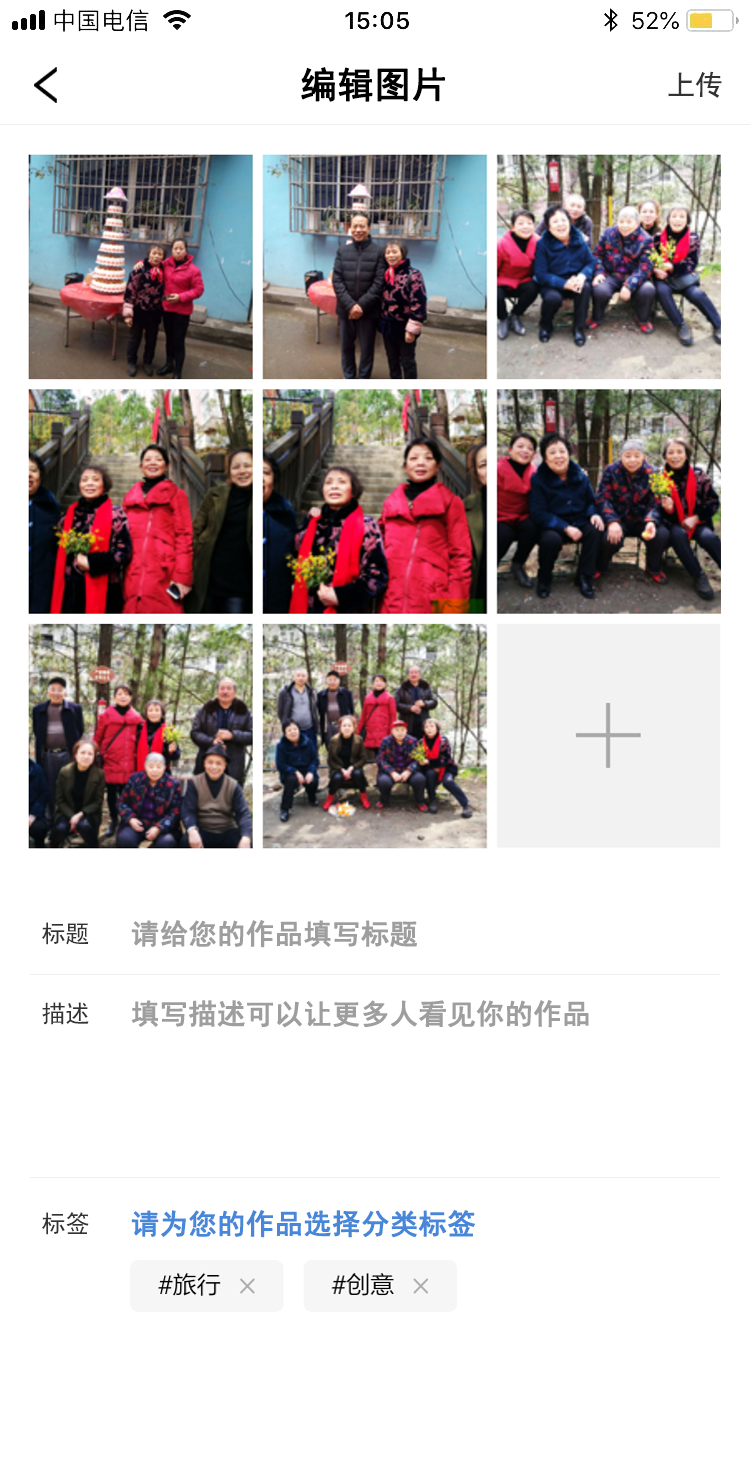 中国电信 15:05 52%
编辑图片 上传
标题 请给您的作品填写标题
描述 填写描述可以让更多人看见你的作品
标签 请为您的作品选择分类标签
#旅行 #创意